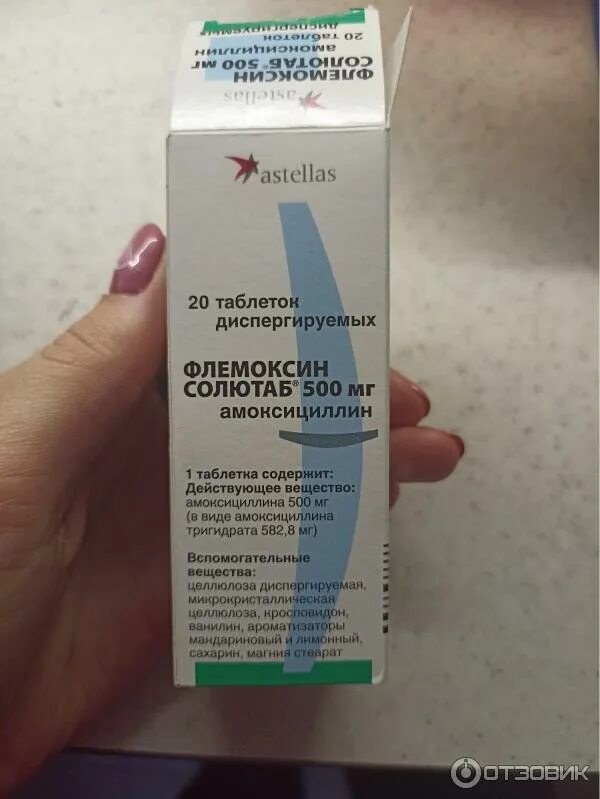 20 таблеток
диспергируемых
ФЛЕМОКСИН
СОЛЮТАБ® 500 мг
амоксициллин
astellas
astellas
20 таблеток
диспергируемых
ФЛЕМОКСИН
СОЛЮТАБ® 500 мг
амоксициллин
1 таблетка содержит:
Действующее вещество:
амоксициллина 500 мг
(в виде амоксициллина
тригидрата 582,8 мг)
Вспомогательные
вещества:
целлюлоза диспергируемая,
микрокристаллическая
целлюлоза, кросповидон,
ванилин, ароматизаторы
мандариновый и лимонный,
сахарин, магния стеарат
ОТЗОВИК